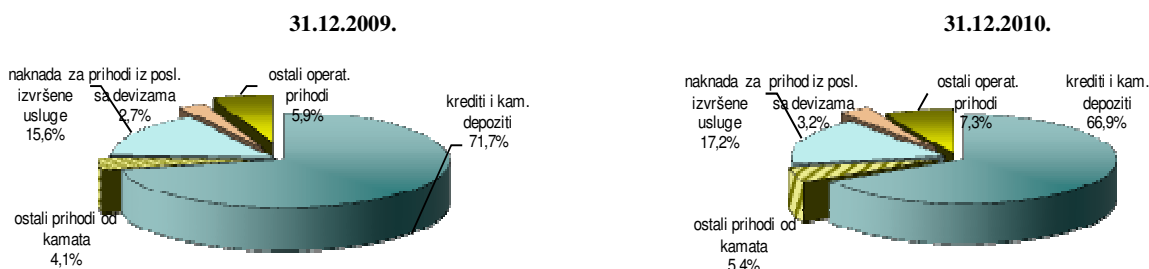 31.12.2009.
naknada za
izvršene
usluge
15,6%
prihodi iz posl.
sa devizama
2,7%
ostali operat.
prihodi
5,9%
krediti i kam.
depoziti
71,7%
ostali prihodi od
kamata
4,1%
31.12.2010.
naknada za
izvršene
usluge
17,2%
prihod iz posl.
sa devizama
3,2%
ostali operat.
prihodi
7,3%
krediti i kam.
depoziti
66,9%
ostali prihodi od
kamata
5,4%